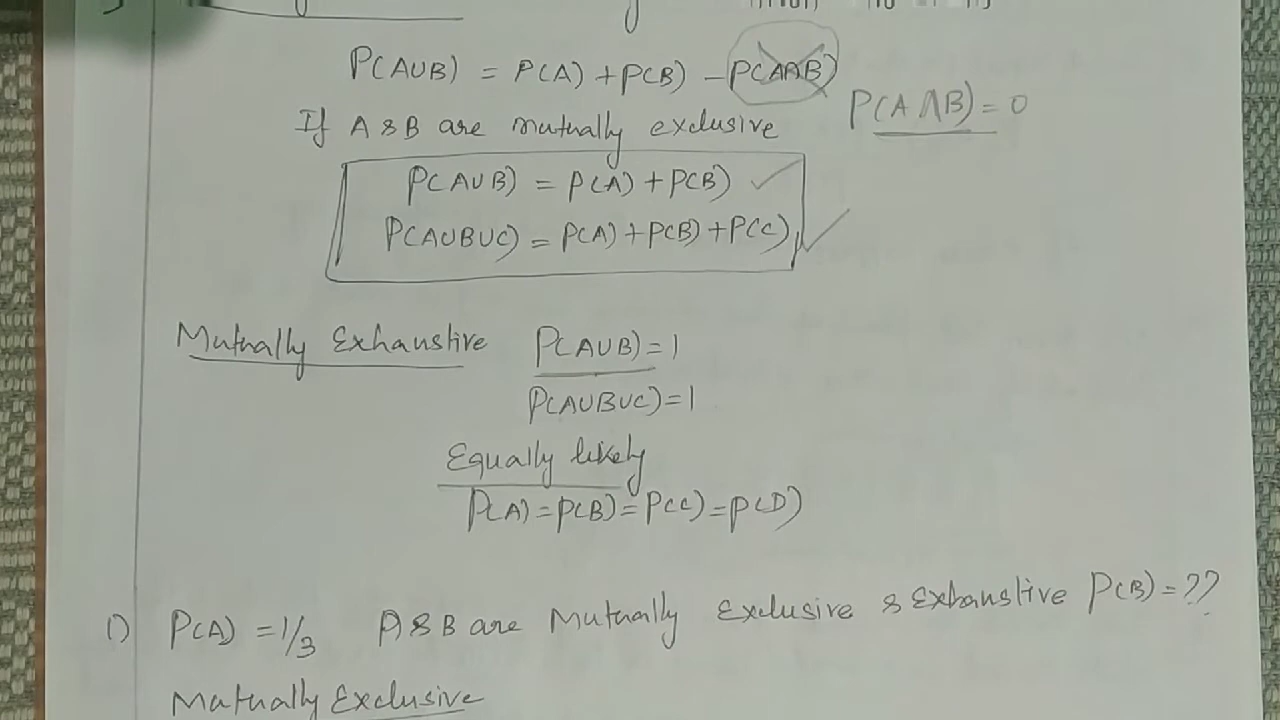 P(A∪B) = P(A) + P(B) - P(A∩B)
P(A∩B) = 0
If A & B are mutually exclusive
P(A∪B) = P(A) + P(B)
P(A∪B∪C) = P(A) + P(B) + P(C)
Mutually Exhaustive P(A∪B) = 1
P(A∪B∪C) = 1
Equally likely
P(A) = P(B) = P(C) = P(D)
1) P(A) = 1/3 A & B are Mutually Exclusive & Exhaustive P(B) = ??
Mutually Exclusive